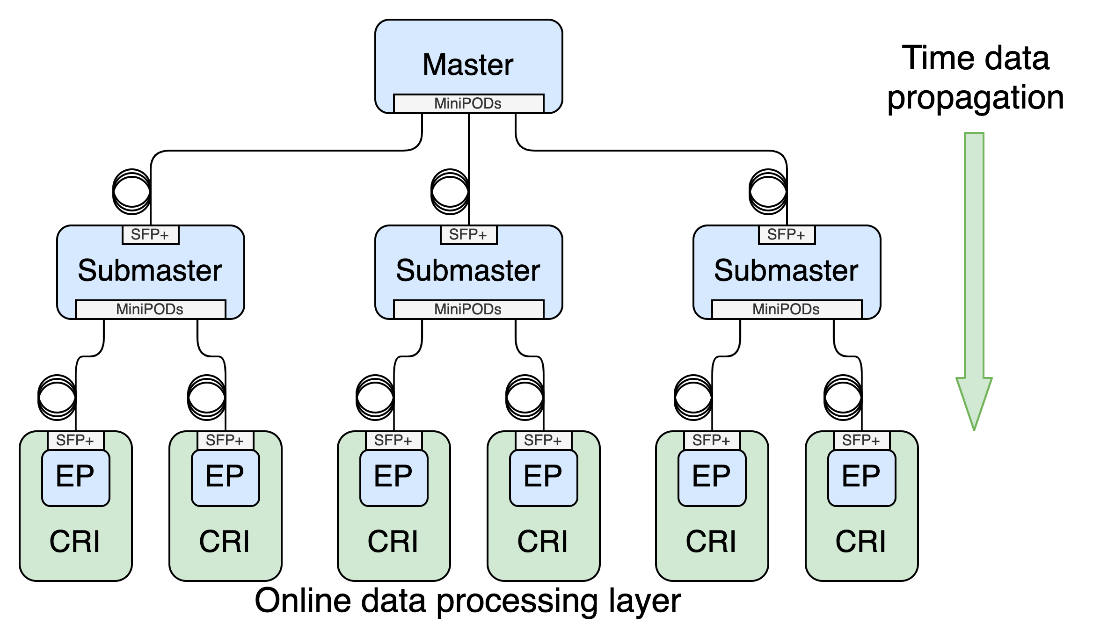 Master
MiniPODs
Time data
propagation
SFP+
SFP+
SFP+
Submaster
Submaster
Submaster
MiniPODs
MiniPODs
MiniPODs
SFP+
SFP+
SFP+
SFP+
SFP+
SFP+
EP
EP
EP
EP
EP
EP
CRI
CRI
CRI
CRI
CRI
CRI
Online data processing layer